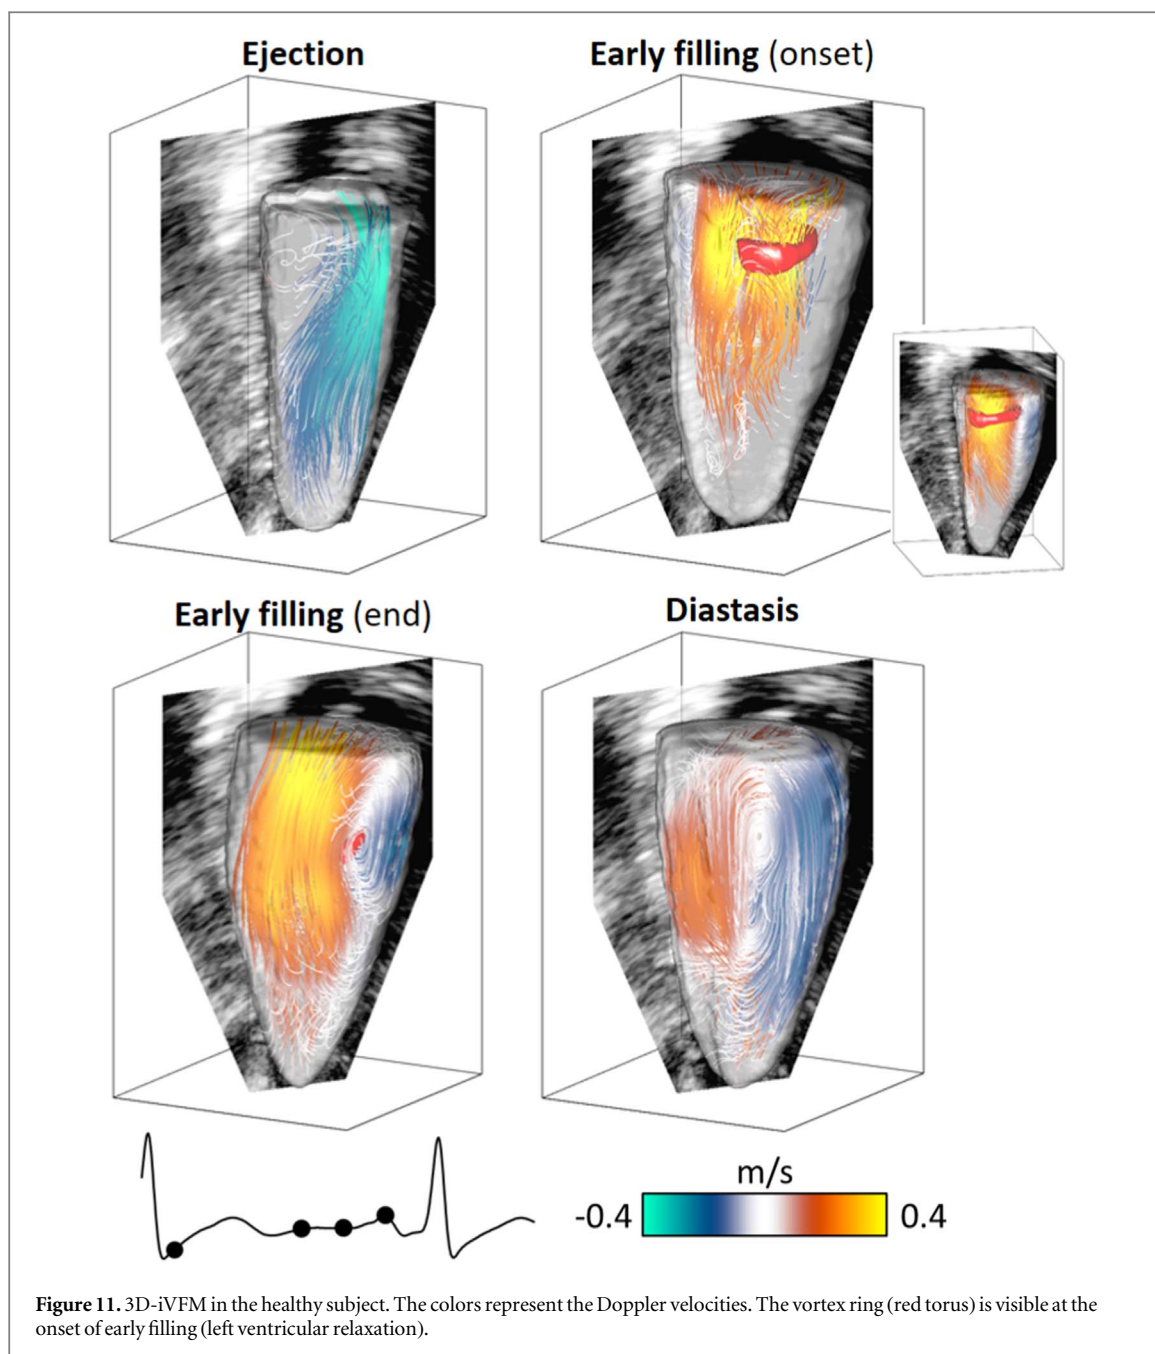 Ejection
Early filling (onset)
Early filling (end)
Diastasis
m/s
-0.4
0.4
Figure 11. 3D-iVFM in the healthy subject. The colors represent the Doppler velocities. The vortex ring (red torus) is visible at the
onset of early filling (left ventricular relaxation).